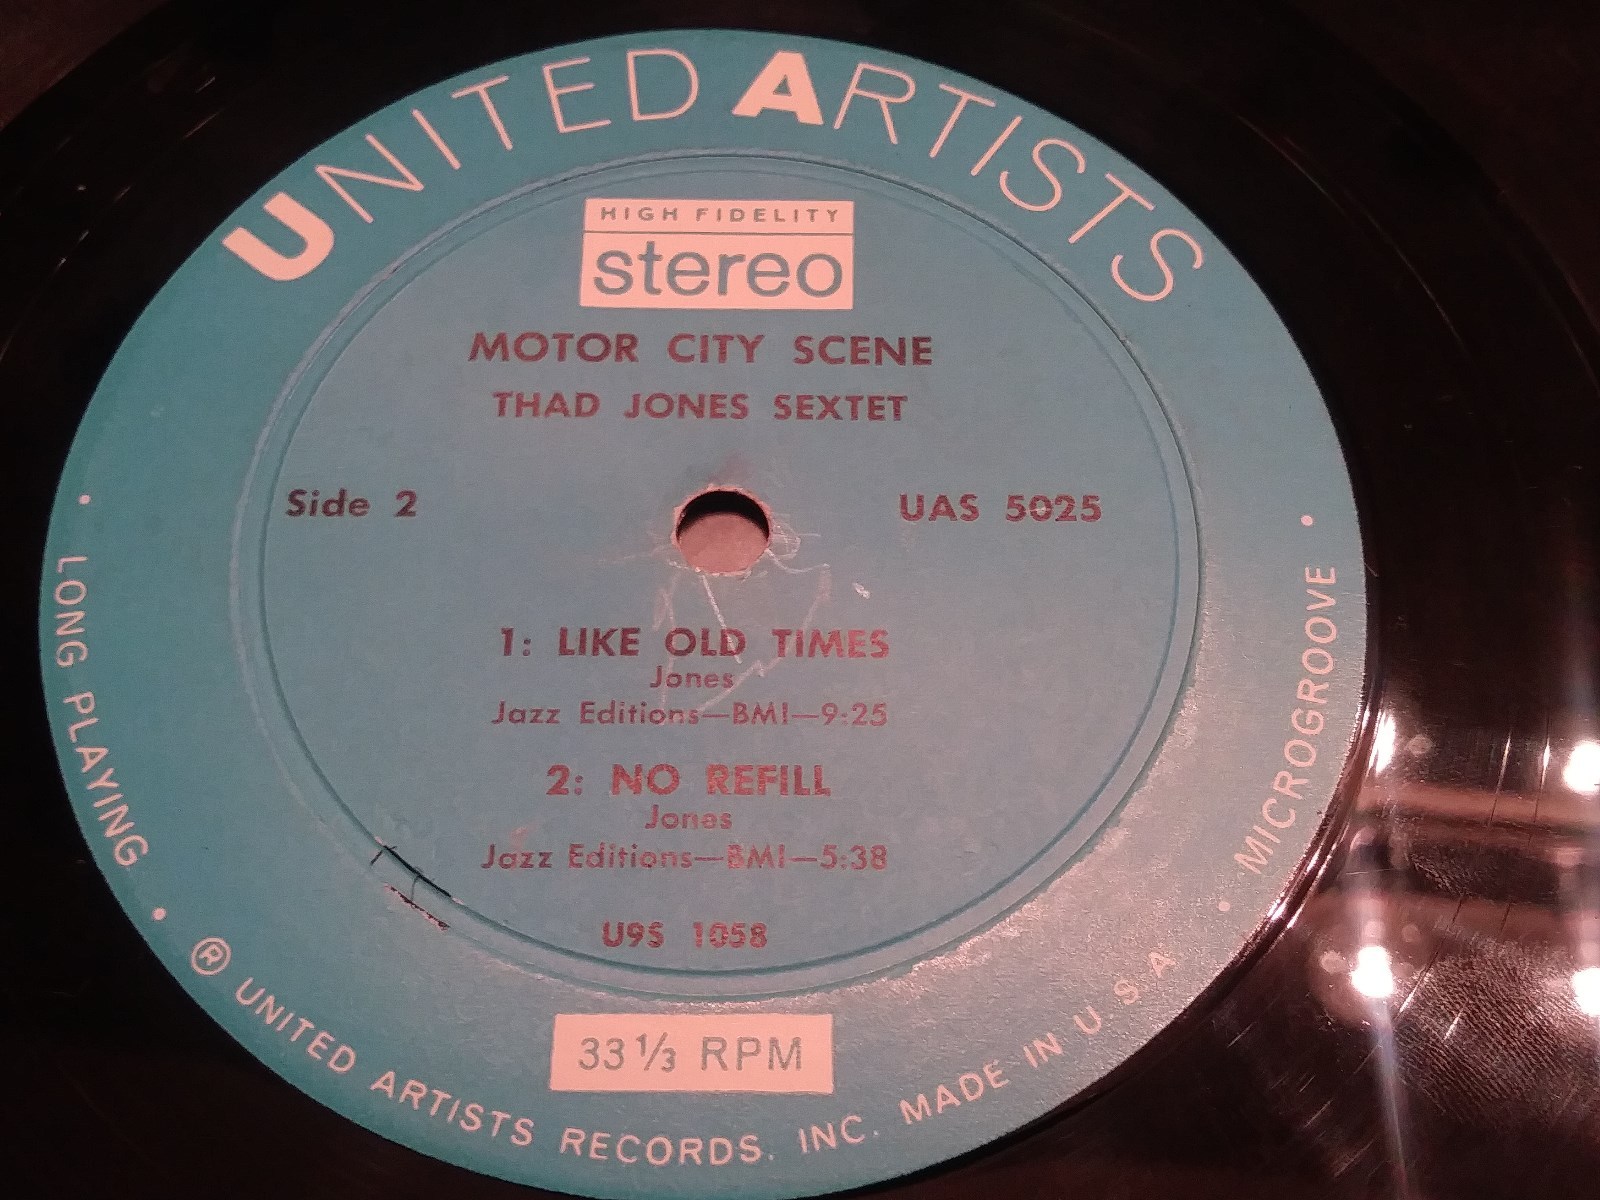 UNITED ARTISTS
HIGH FIDELITY
stereo
MOTOR CITY SCENE
THAD JONES SEXTET
Side 2
UAS 5025
1: LIKE OLD TIMES
Jones
Jazz Editions—BMI—9:25
2: NO REFILL
Jones
Jazz Editions—BMI—5:38
U9S 1058
33 1/3 RPM
• LONG PLAYING •
® UNITED ARTISTS RECORDS, INC. MADE IN U. S A
• MICROGROOVE •